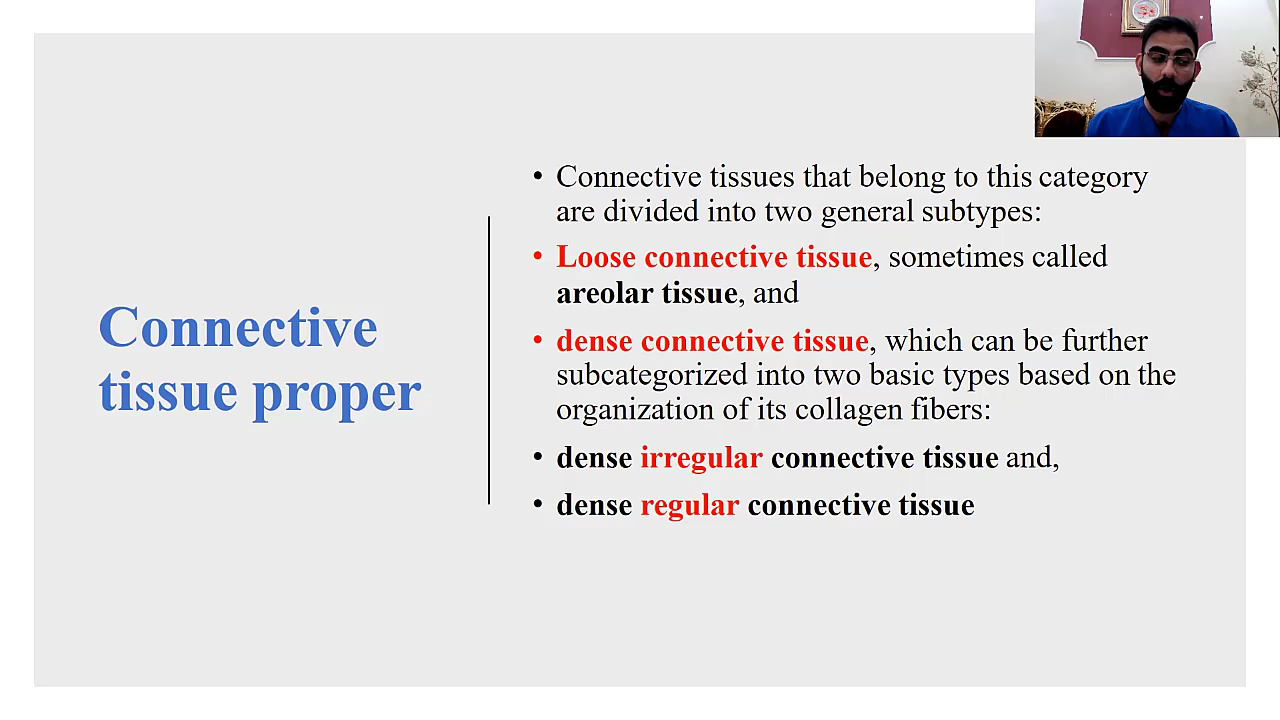 Connective
tissue proper
• Connective tissues that belong to this category
are divided into two general subtypes:
• Loose connective tissue, sometimes called
areolar tissue, and
• dense connective tissue, which can be further
subcategorized into two basic types based on the
organization of its collagen fibers:
• dense irregular connective tissue and,
• dense regular connective tissue